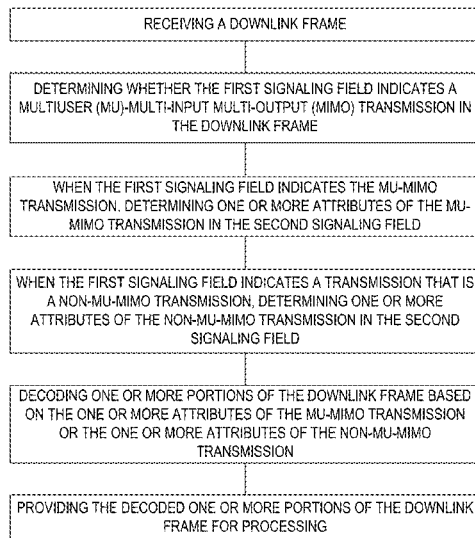 RECEIVING A DOWNLINK FRAME
DETERMINING WHETHER THE FIRST SIGNALING FIELD INDICATES A
MULTIUSER (MU)-MULTI-INPUT MULTI-OUTPUT (MIMO) TRANSMISSION IN
THE DOWNLINK FRAME
WHEN THE FIRST SIGNALING FIELD INDICATES THE MU-MIMO
TRANSMISSION, DETERMINING ONE OR MORE ATTRIBUTES OF THE MU-
MIMO TRANSMISSION IN THE SECOND SIGNALING FIELD
WHEN THE FIRST SIGNALING FIELD INDICATES A TRANSMISSION THAT IS
A NON-MU-MIMO TRANSMISSION, DETERMINING ONE OR MORE
ATTRIBUTES OF THE NON-MU-MIMO TRANSMISSION IN THE SECOND
SIGNALING FIELD
DECODING ONE OR MORE PORTIONS OF THE DOWNLINK FRAME BASED
ON THE ONE OR MORE ATTRIBUTES OF THE MU-MIMO TRANSMISSION
OR THE ONE OR MORE ATTRIBUTES OF THE NON-MU-MIMO
TRANSMISSION
PROVIDING THE DECODED ONE OR MORE PORTIONS OF THE DOWNLINK
FRAME FOR PROCESSING